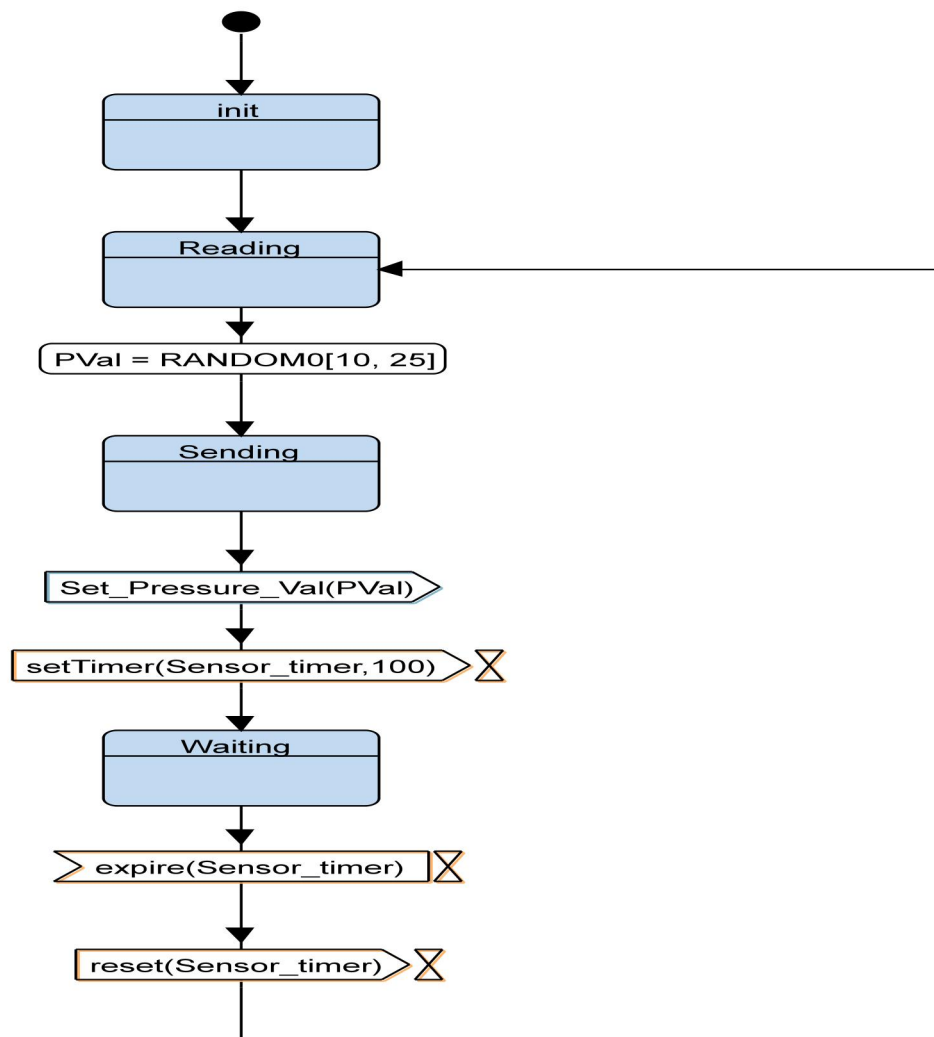 init
Reading
PVal = RANDOM0[10, 25]
Sending
Set_Pressure_Val(PVal)
setTimer(Sensor_timer,100)
Waiting
expire(Sensor_timer)
reset(Sensor_timer)